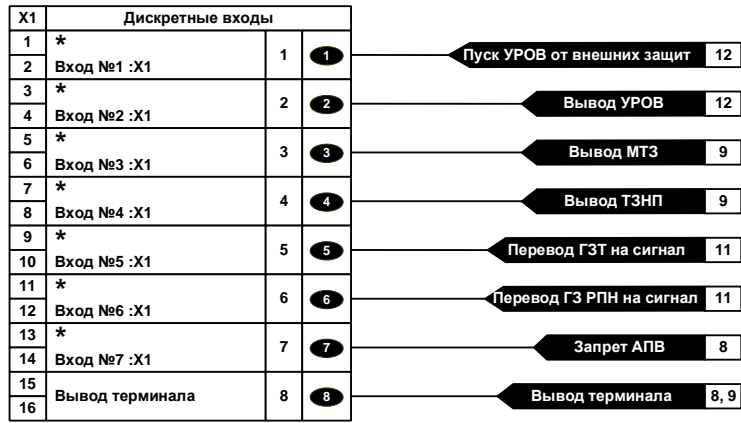 X1 Дискретные входы
1 *
2 Вход №1 :X1 1 1 Пуск УРОВ от внешних защит 12
3 *
4 Вход №2 :X1 2 2 Вывод УРОВ 12
5 *
6 Вход №3 :X1 3 3 Вывод МТЗ 9
7 *
8 Вход №4 :X1 4 4 Вывод ТЗНП 9
9 *
10 Вход №5 :X1 5 5 Перевод ГЗТ на сигнал 11
11 *
12 Вход №6 :X1 6 6 Перевод ГЗ РПН на сигнал 11
13 *
14 Вход №7 :X1 7 7 Запрет АПВ 8
15
16 Вывод терминала 8 8 Вывод терминала 8, 9